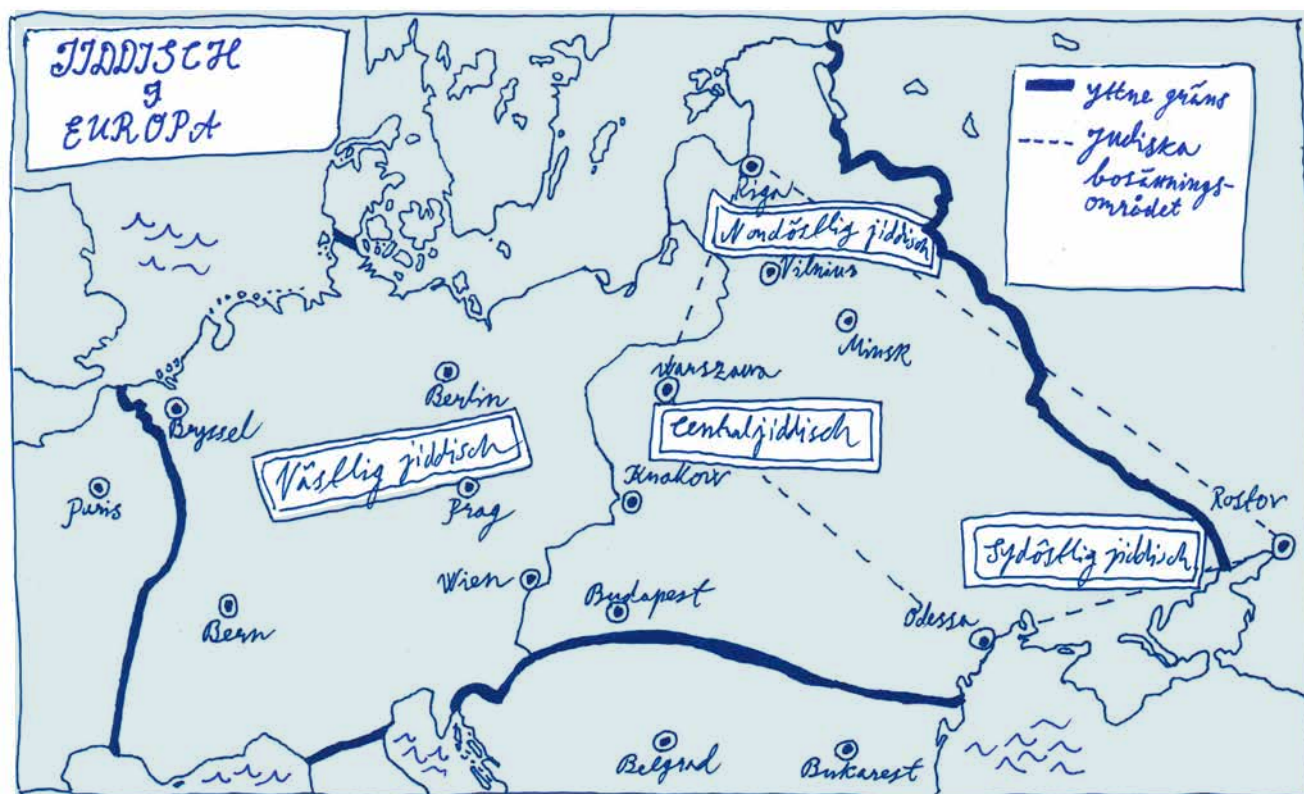 JIDDISCH
I
EUROPA
Yttre gräns
Judiska
bosättnings-
området
Riga
Nordöstlig jiddisch
Vilnius
Minsk
Warszawa
Berlin
Bryssel
Centraljiddisch
Västlig jiddisch
Paris
Prag
Krakow
Rostov
Sydöstlig jiddisch
Wien
Budapest
Bern
Odessa
Belgrad
Bukarest